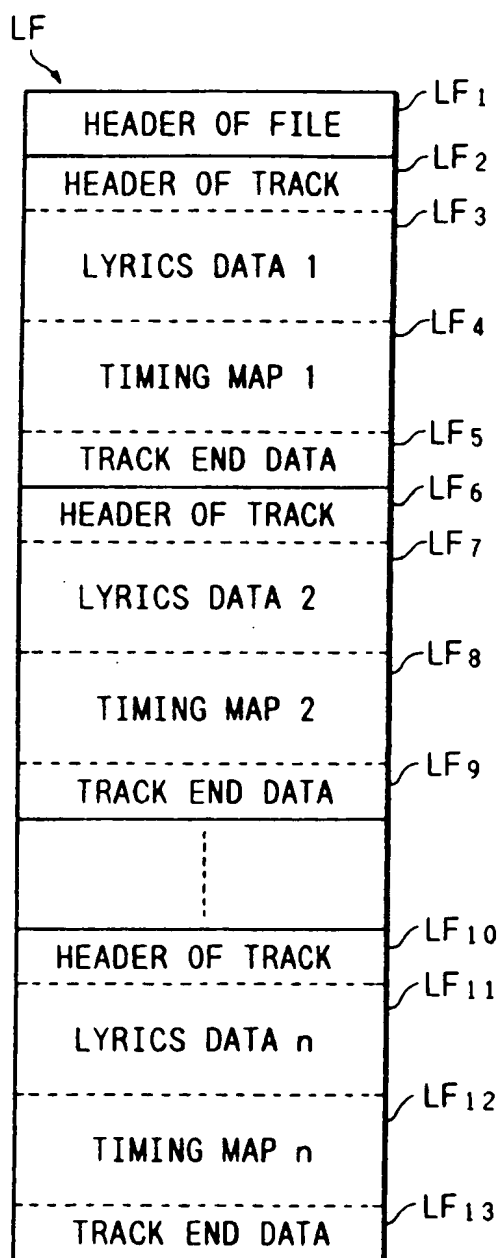 LF
LF1
HEADER OF FILE
LF2
HEADER OF TRACK
LF3
LYRICS DATA 1
LF4
TIMING MAP 1
LF5
TRACK END DATA
LF6
HEADER OF TRACK
LF7
LYRICS DATA 2
LF8
TIMING MAP 2
LF9
TRACK END DATA
LF10
HEADER OF TRACK
LF11
LYRICS DATA n
LF12
TIMING MAP n
LF13
TRACK END DATA